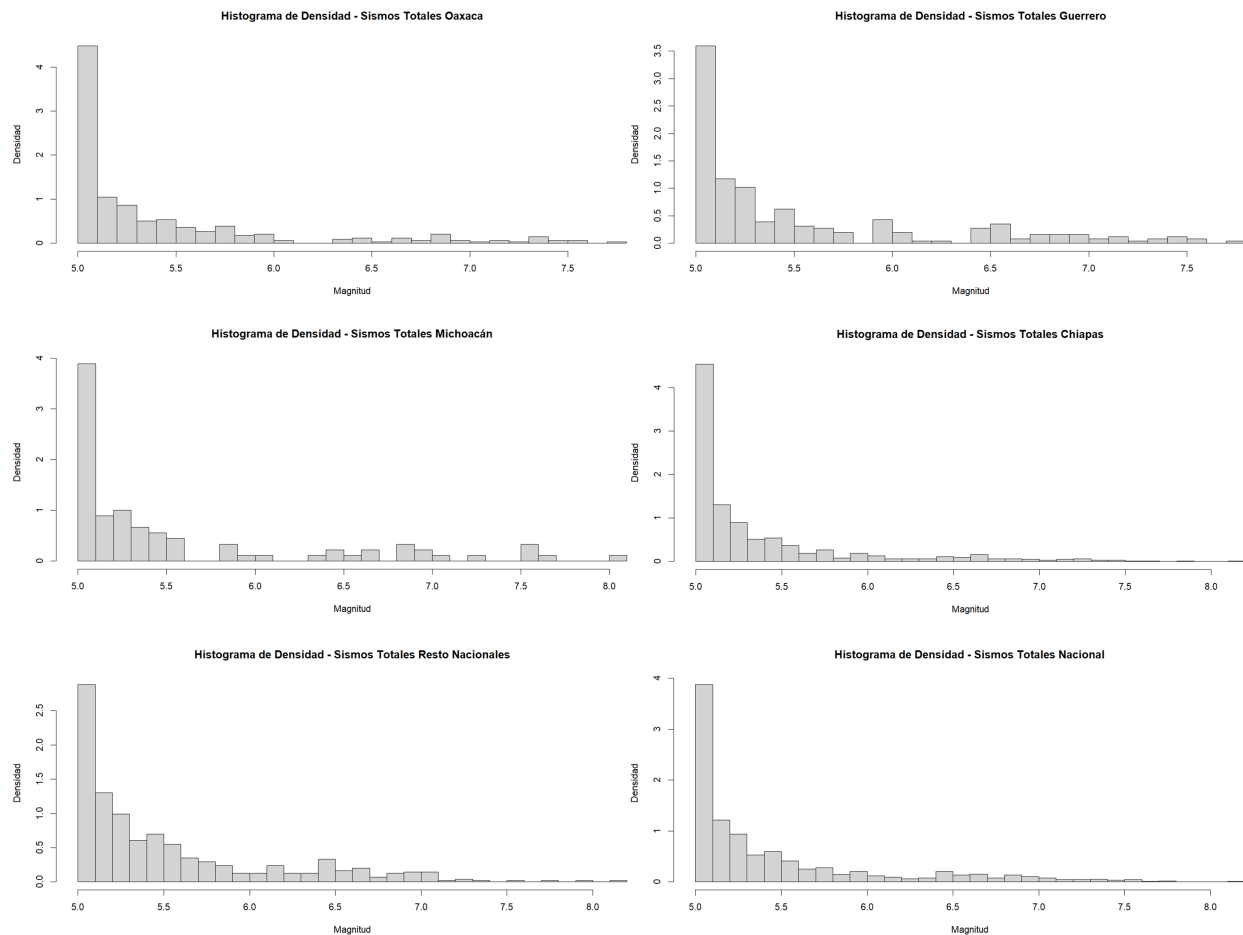 Histograma de Densidad - Sismos Totales Oaxaca
Densidad
0
1
2
3
4
5.0 5.5 6.0 6.5 7.0 7.5
Magnitud
Histograma de Densidad - Sismos Totales Guerrero
Densidad
0.0
0.5
1.0
1.5
2.0
2.5
3.0
3.5
5.0 5.5 6.0 6.5 7.0 7.5
Magnitud
Histograma de Densidad - Sismos Totales Michoacán
Densidad
0
1
2
3
4
5.0 5.5 6.0 6.5 7.0 7.5 8.0
Magnitud
Histograma de Densidad - Sismos Totales Chiapas
Densidad
0
1
2
3
4
5.0 5.5 6.0 6.5 7.0 7.5 8.0
Magnitud
Histograma de Densidad - Sismos Totales Resto Nacionales
Densidad
0.0
0.5
1.0
1.5
2.0
2.5
5.0 5.5 6.0 6.5 7.0 7.5 8.0
Magnitud
Histograma de Densidad - Sismos Totales Nacional
Densidad
0
1
2
3
4
5.0 5.5 6.0 6.5 7.0 7.5 8.0
Magnitud